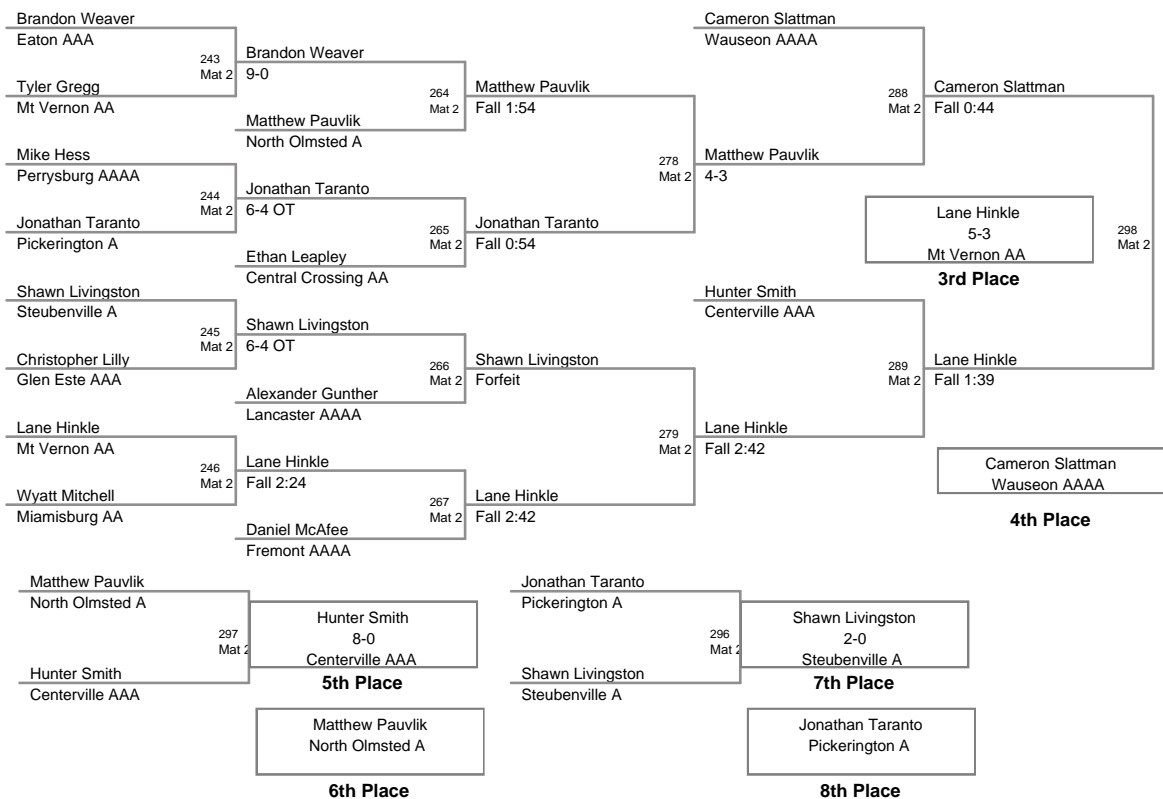 Brandon Weaver
Eaton AAA
243
Mat 2
Brandon Weaver
9-0
Tyler Gregg
Mt Vernon AA
264
Mat 2
Matthew Pauvlik
Fall 1:54
Matthew Pauvlik
North Olmsted A
Mike Hess
Perrysburg AAAA
244
Mat 2
Jonathan Taranto
6-4 OT
Jonathan Taranto
Pickerington A
265
Mat 2
Jonathan Taranto
Fall 0:54
Ethan Leapley
Central Crossing AA
278
Mat 2
Matthew Pauvlik
4-3
Cameron Slattman
Wauseon AAAA
288
Mat 2
Cameron Slattman
Fall 0:44
Shawn Livingston
Steubenville A
245
Mat 2
Shawn Livingston
6-4 OT
Christopher Lilly
Glen Este AAA
266
Mat 2
Shawn Livingston
Forfeit
Alexander Gunther
Lancaster AAAA
Lane Hinkle
Mt Vernon AA
246
Mat 2
Lane Hinkle
Fall 2:24
Wyatt Mitchell
Miamisburg AA
267
Mat 2
Lane Hinkle
Fall 2:42
Daniel McAfee
Fremont AAAA
279
Mat 2
Lane Hinkle
Fall 2:42
Hunter Smith
Centerville AAA
289
Mat 2
Lane Hinkle
Fall 1:39
298
Mat 2
Lane Hinkle
5-3
Mt Vernon AA
3rd Place
Cameron Slattman
Wauseon AAAA
4th Place
Matthew Pauvlik
North Olmsted A
297
Mat 2
Hunter Smith
Centerville AAA
Hunter Smith
8-0
Centerville AAA
5th Place
Matthew Pauvlik
North Olmsted A
6th Place
Jonathan Taranto
Pickerington A
296
Mat 2
Shawn Livingston
Steubenville A
Shawn Livingston
2-0
Steubenville A
7th Place
Jonathan Taranto
Pickerington A
8th Place